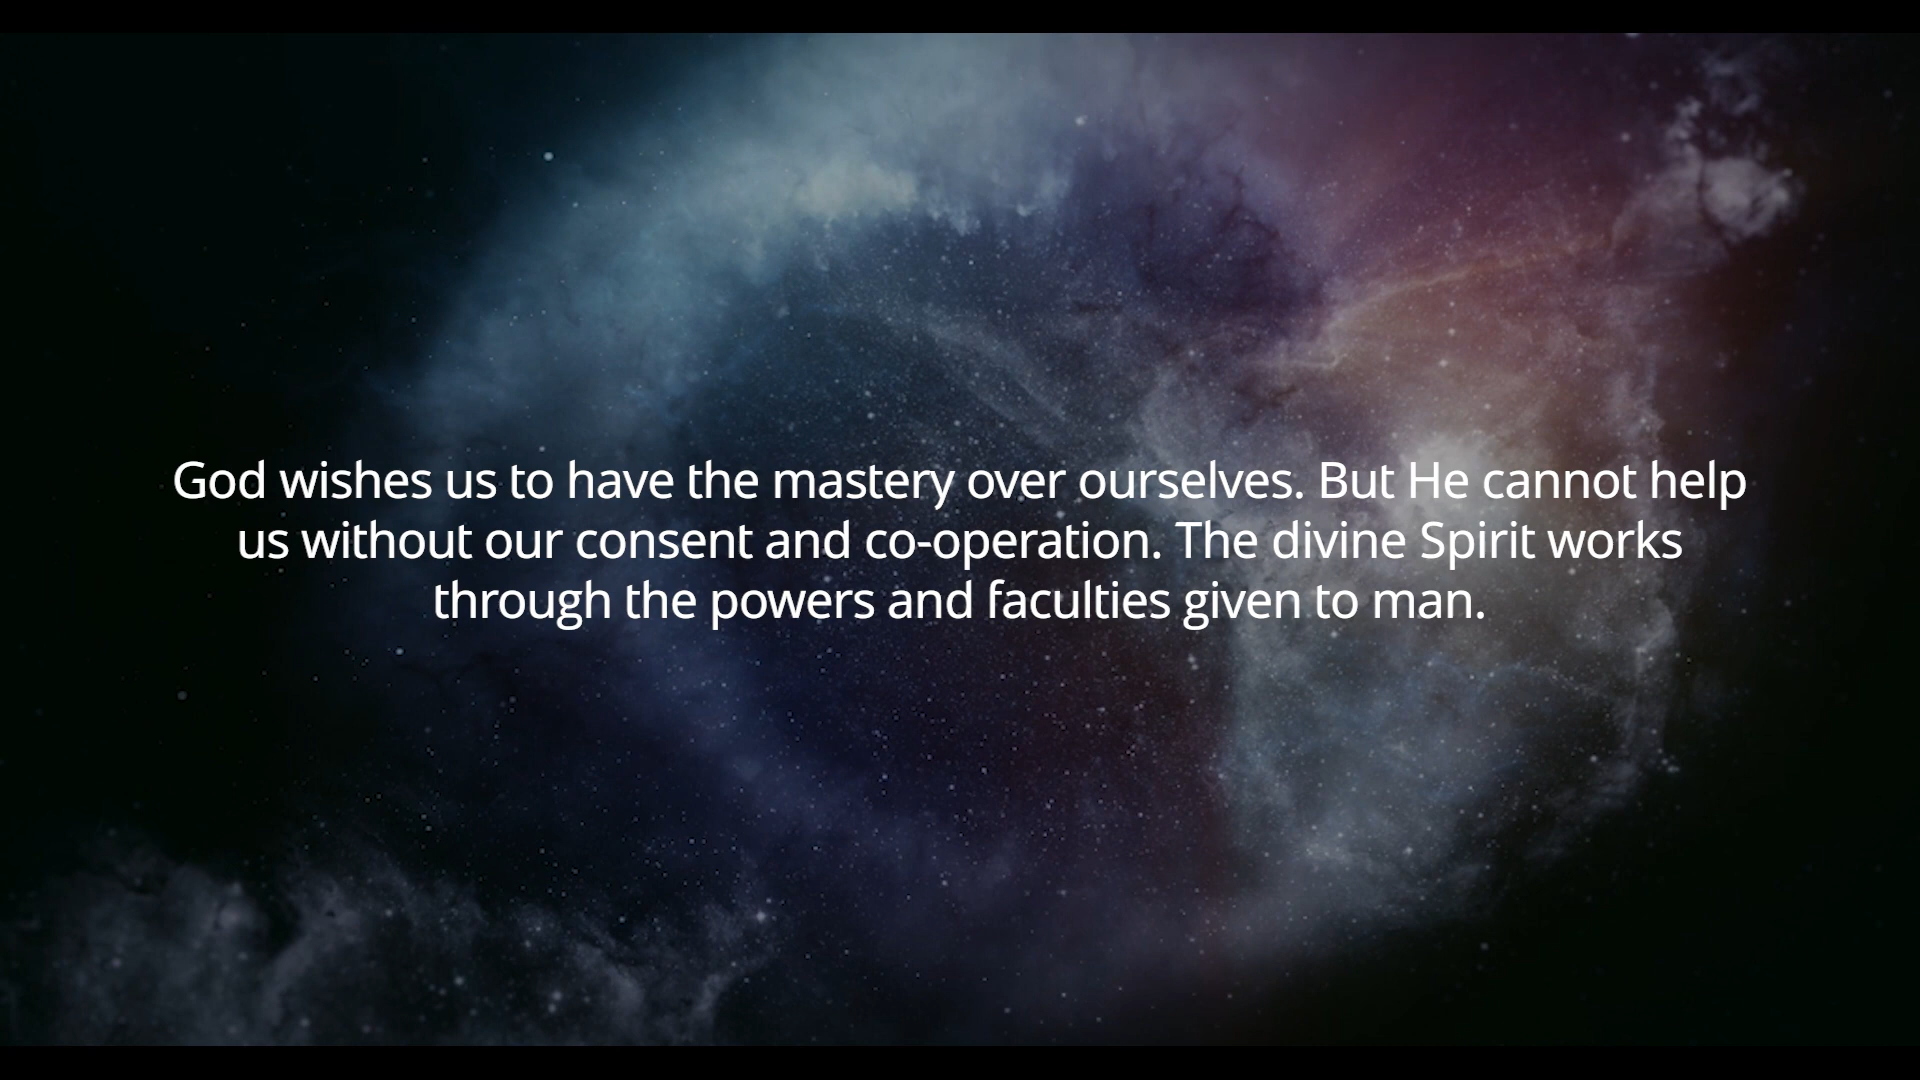 God wishes us to have the mastery over ourselves. But He cannot help
us without our consent and co-operation. The divine Spirit works
through the powers and faculties given to man.